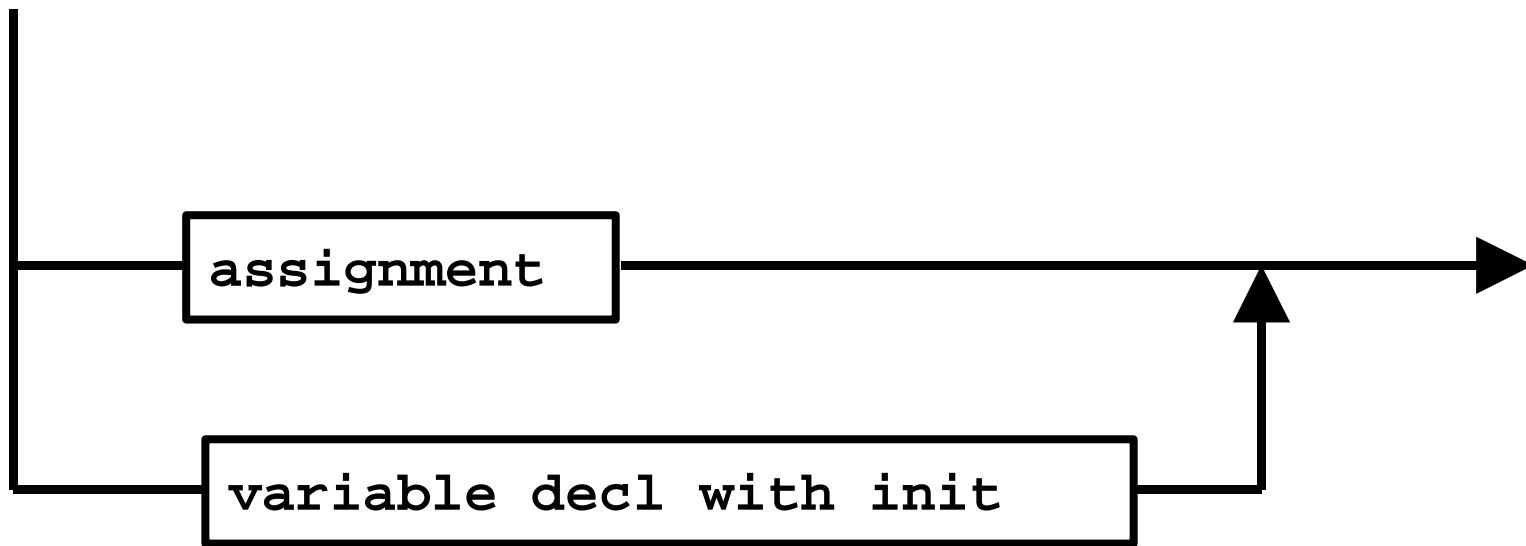 assignment
variable decl with init